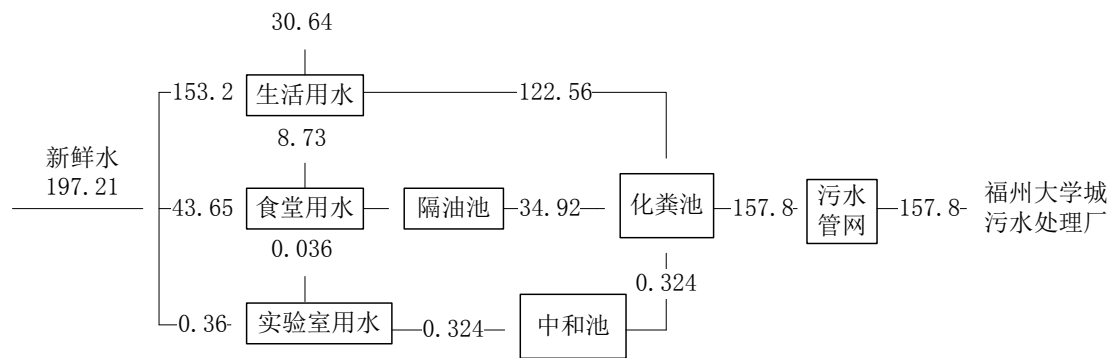 30.64
153.2
生活用水
122.56
8.73
新鲜水
197.21
43.65
食堂用水
隔油池
34.92
化粪池
157.8
污水
管网
157.8
福州大学城
污水处理厂
0.036
0.324
0.36
实验室用水
0.324
中和池